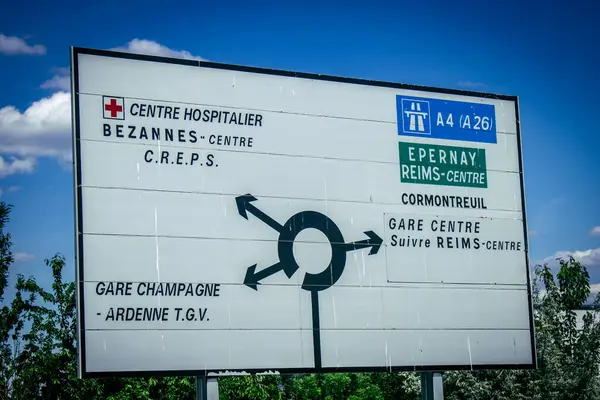 CENTRE HOSPITALIER
BEZANNES - CENTRE
C.R.E.P.S.
A4 (A26)
EPERNAY
REIMS-CENTRE
CORMONTREUIL
GARE CENTRE
Suivre REIMS-CENTRE
GARE CHAMPAGNE
- ARDENNE T.G.V.